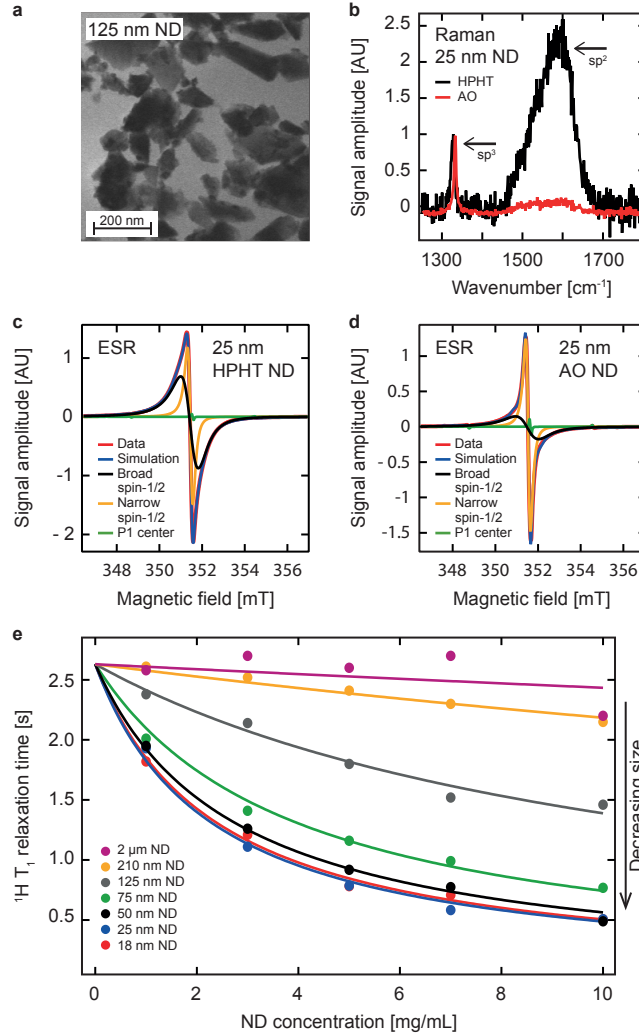 a
125 nm ND
200 nm
b
Signal amplitude [AU]
2.5
2
1.5
1
0.5
0
Raman
25 nm ND
HPHT
AO
sp²
sp³
1300 1500 1700
Wavenumber [cm⁻¹]
c
Signal amplitude [AU]
1
0
-1
-2
ESR
25 nm
HPHT ND
Data
Simulation
Broad
spin-1/2
Narrow
spin-1/2
P1 center
348 350 352 354 356
Magnetic field [mT]
d
Signal amplitude [AU]
1
0.5
0
- 0.5
-1
-1.5
ESR
25 nm
AO ND
Data
Simulation
Broad
spin-1/2
Narrow
spin-1/2
P1 center
348 350 352 354 356
Magnetic field [mT]
e
¹H T₁ relaxation time [s]
2.5
2.0
1.5
1.0
0.5
2 µm ND
210 nm ND
125 nm ND
75 nm ND
50 nm ND
25 nm ND
18 nm ND
Decreasing size
0 2 4 6 8 10
ND concentration [mg/mL]